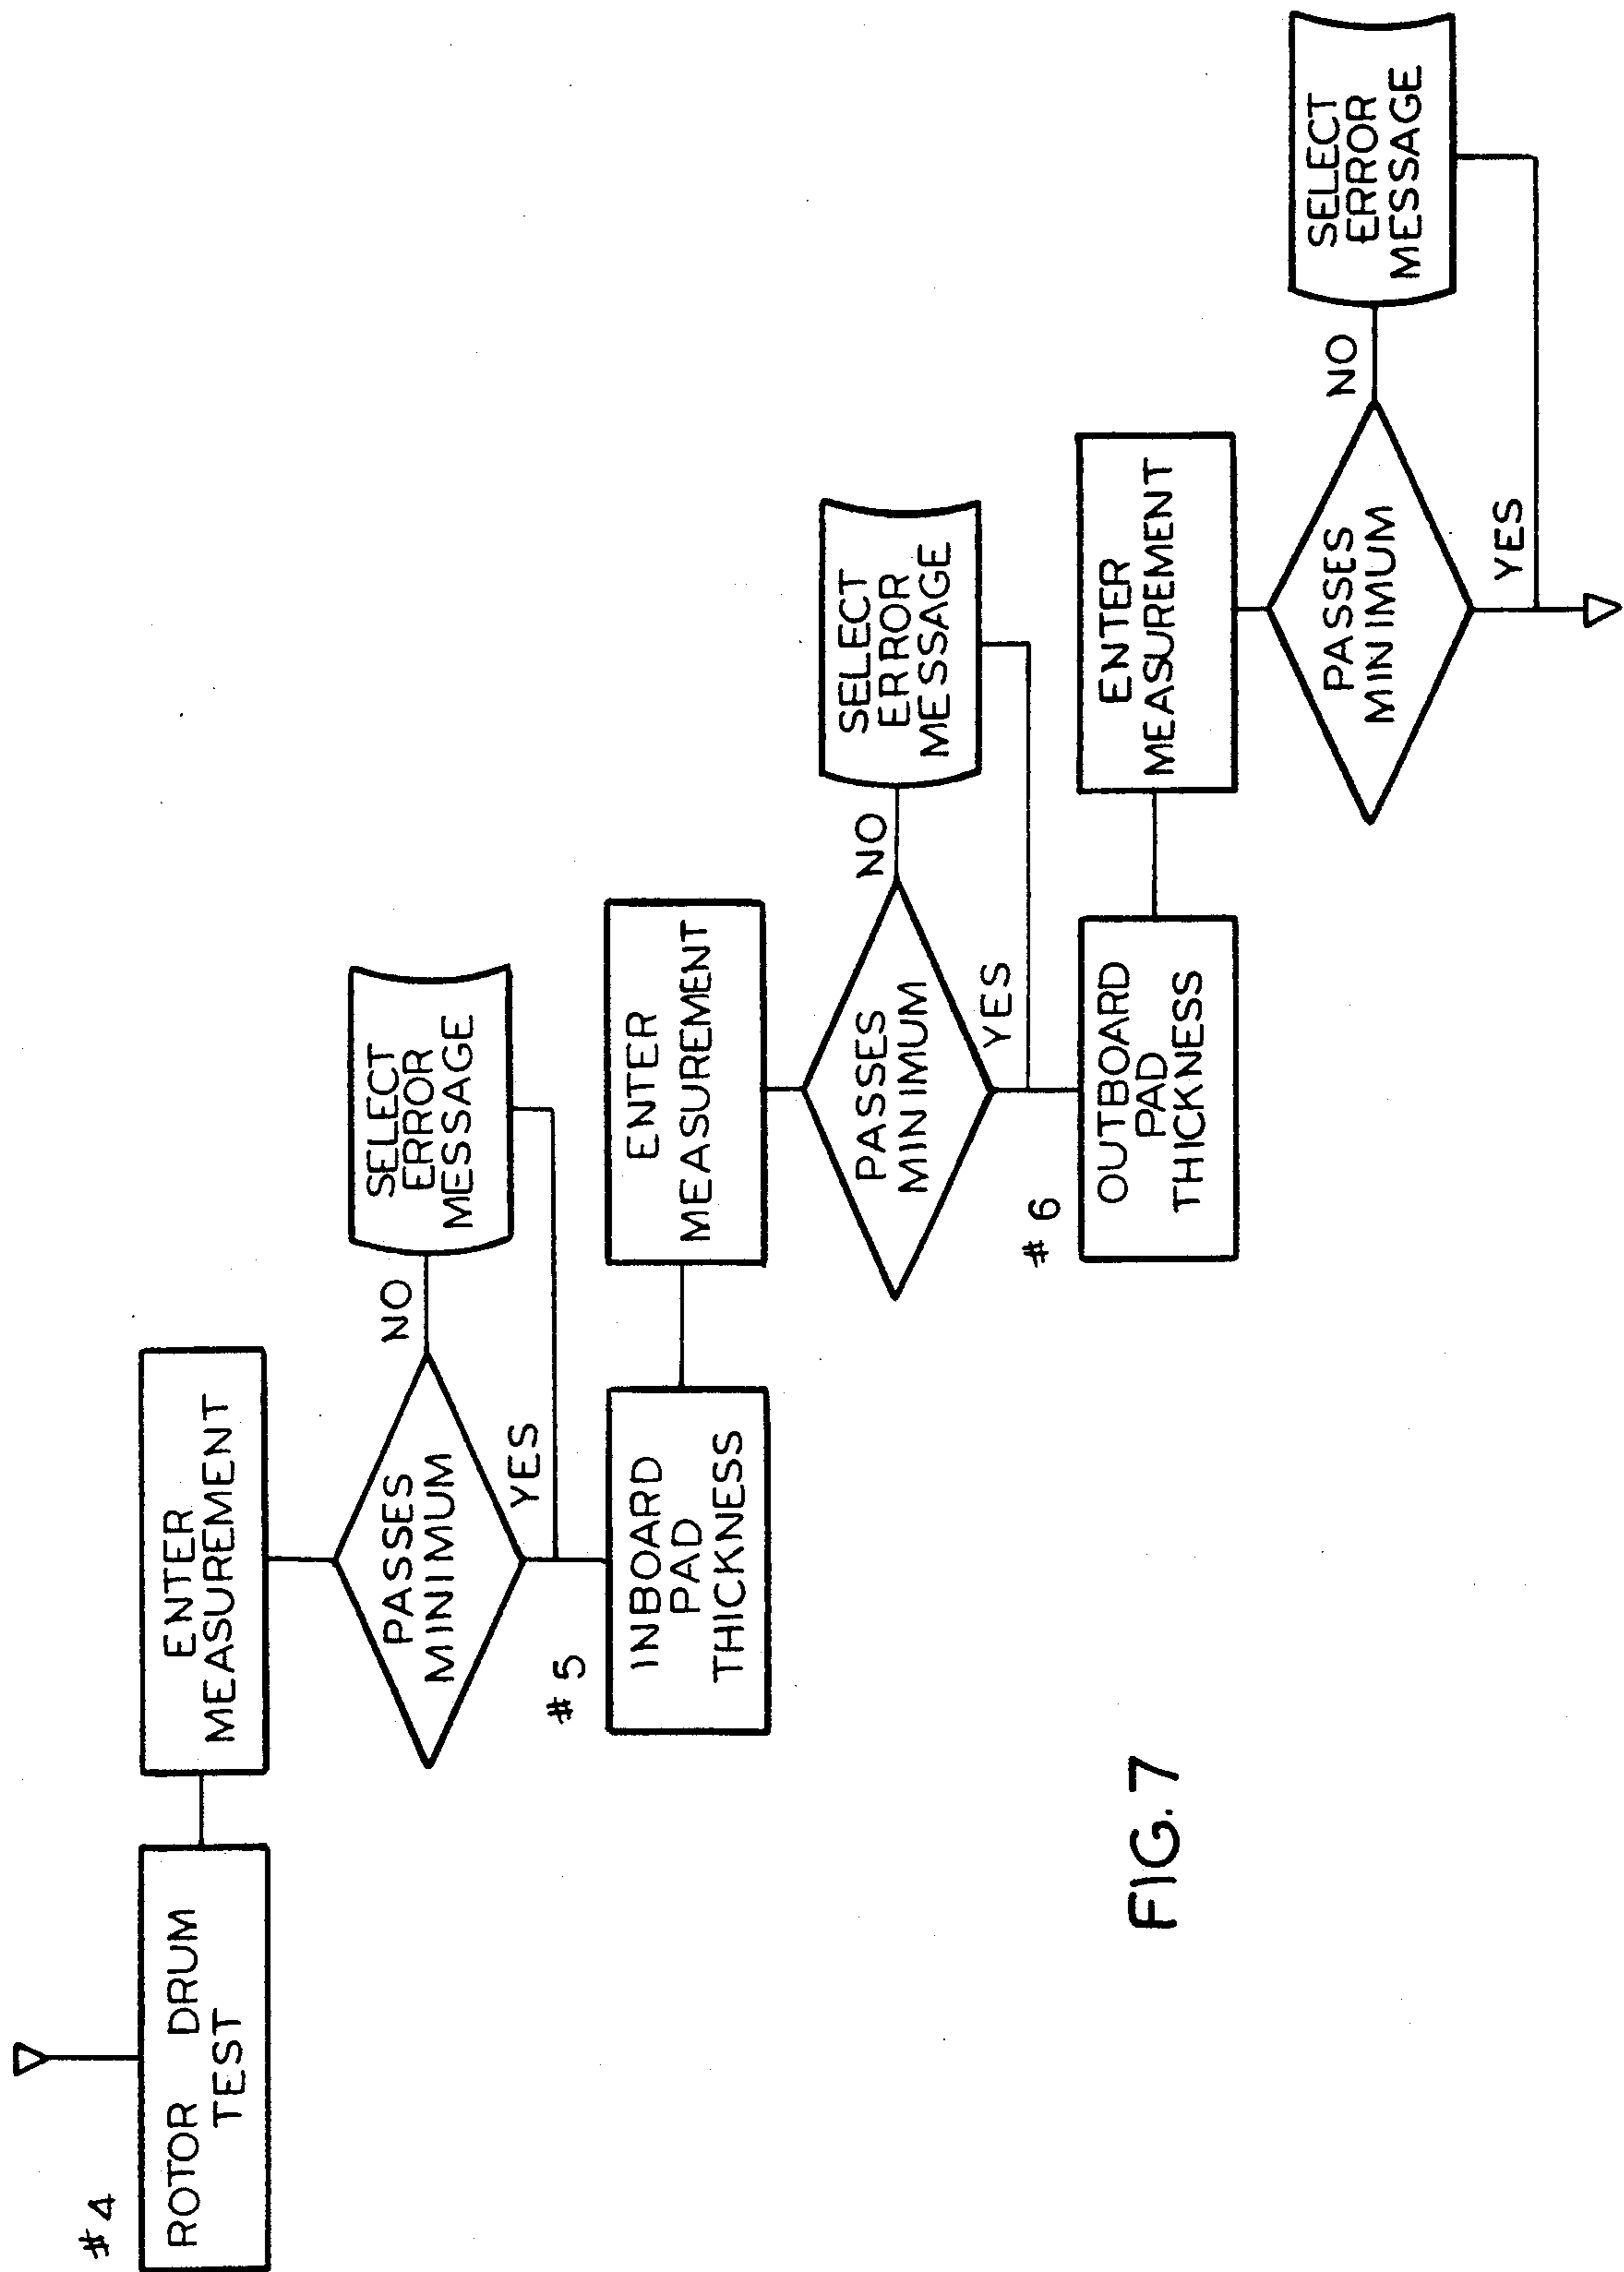 #4
ROTOR DRUM
TEST
ENTER
MEASUREMENT
PASSES
MINIMUM
NO
SELECT
ERROR
MESSAGE
YES
#5
INBOARD
PAD
THICKNESS
ENTER
MEASUREMENT
PASSES
MINIMUM
NO
SELECT
ERROR
MESSAGE
YES
#6
OUTBOARD
PAD
THICKNESS
ENTER
MEASUREMENT
PASSES
MINIMUM
NO
SELECT
ERROR
MESSAGE
YES
FIG. 7